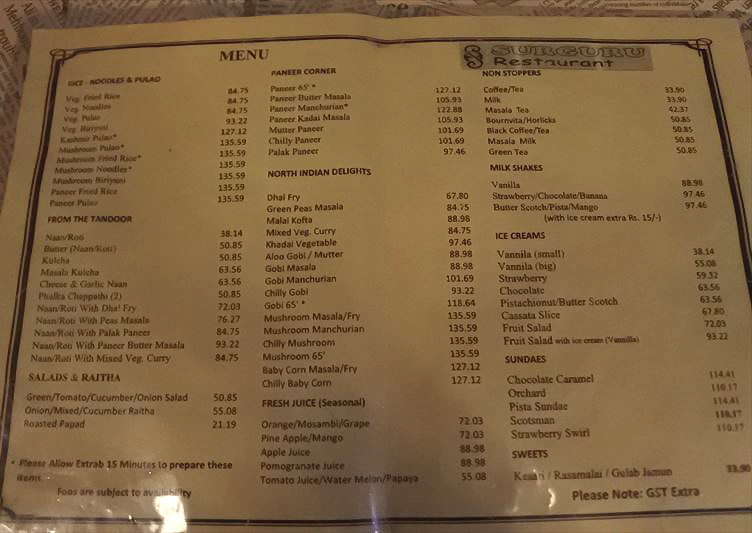 MENU
SURGURU
Restaurant
RICE - NOODLES & PULAO
Veg. Fried Rice 84.75
Veg. Noodles 84.75
Veg. Pulao 84.75
Veg. Biriyani 93.22
Kashmir Pulao* 127.12
Mushroom Pulao* 135.59
Mushroom Fried Rice* 135.59
Mushroom Noodles* 135.59
Mushroom Biriyani 135.59
Paneer Fried Rice 135.59
Paneer Pulao 135.59
FROM THE TANDOOR
Naan/Roti 38.14
Butter (Naan/Roti) 50.85
Kulcha 50.85
Masala Kulcha 63.56
Cheese & Garlic Naan 63.56
Phulka Chappathi (2) 50.85
Naan/Roti With Dhal Fry 72.03
Naan/Roti With Peas Masala 76.27
Naan/Roti With Palak Paneer 84.75
Naan/Roti With Paneer Butter Masala 93.22
Naan/Roti With Mixed Veg. Curry 84.75
SALADS & RAITHA
Green/Tomato/Cucumber/Onion Salad 50.85
Onion/Mixed/Cucumber Raitha 55.08
Roasted Papad 21.19
* Please Allow Extrab 15 Minutes to prepare these
items.
Foos are subject to availability
PANEER CORNER
Paneer 65' * 127.12
Paneer Butter Masala 105.93
Paneer Manchurian* 122.88
Paneer Kadai Masala 105.93
Mutter Paneer 101.69
Chilly Paneer 101.69
Palak Paneer 97.46
NORTH INDIAN DELIGHTS
Dhal Fry 67.80
Green Peas Masala 84.75
Malai Kofta 88.98
Mixed Veg. Curry 84.75
Khadai Vegetable 97.46
Aloo Gobi / Mutter 88.98
Gobi Masala 88.98
Gobi Manchurian 101.69
Chilly Gobi 93.22
Gobi 65' * 118.64
Mushroom Masala/Fry 135.59
Mushroom Manchurian 135.59
Chilly Mushroom 135.59
Mushroom 65' 135.59
Baby Corn Masala/Fry 127.12
Chilly Baby Corn 127.12
FRESH JUICE (Seasonal)
Orange/Mosambi/Grape 72.03
Pine Apple/Mango 72.03
Apple Juice 88.98
Pomogranate Juice 88.98
Tomato Juice/Water Melon/Papaya 55.08
NON STOPPERS
Coffee/Tea 33.90
Milk 33.90
Masala Tea 42.37
Bournvita/Horlicks 50.85
Black Coffee/Tea 50.85
Masala Milk 50.85
Green Tea 50.85
MILK SHAKES
Vanilla 88.98
Strawberry/Chocolate/Banana 97.46
Butter Scotch/Pista/Mango 97.46
(with ice cream extra Rs. 15/-)
ICE CREAMS
Vannila (small) 38.14
Vannila (big) 55.08
Strawberry 59.32
Chocolate 63.56
Pistachionut/Butter Scotch 63.56
Cassata Slice 67.80
Fruit Salad 72.03
Fruit Salad with ice cream (Vannilla) 93.22
SUNDAES
Chocolate Caramel 114.41
Orchard 110.17
Pista Sundae 114.41
Scotsman 110.17
Strawberry Swirl 110.17
SWEETS
Kesari / Rasamalai / Gulab Jamun 33.90
Please Note: GST Extra